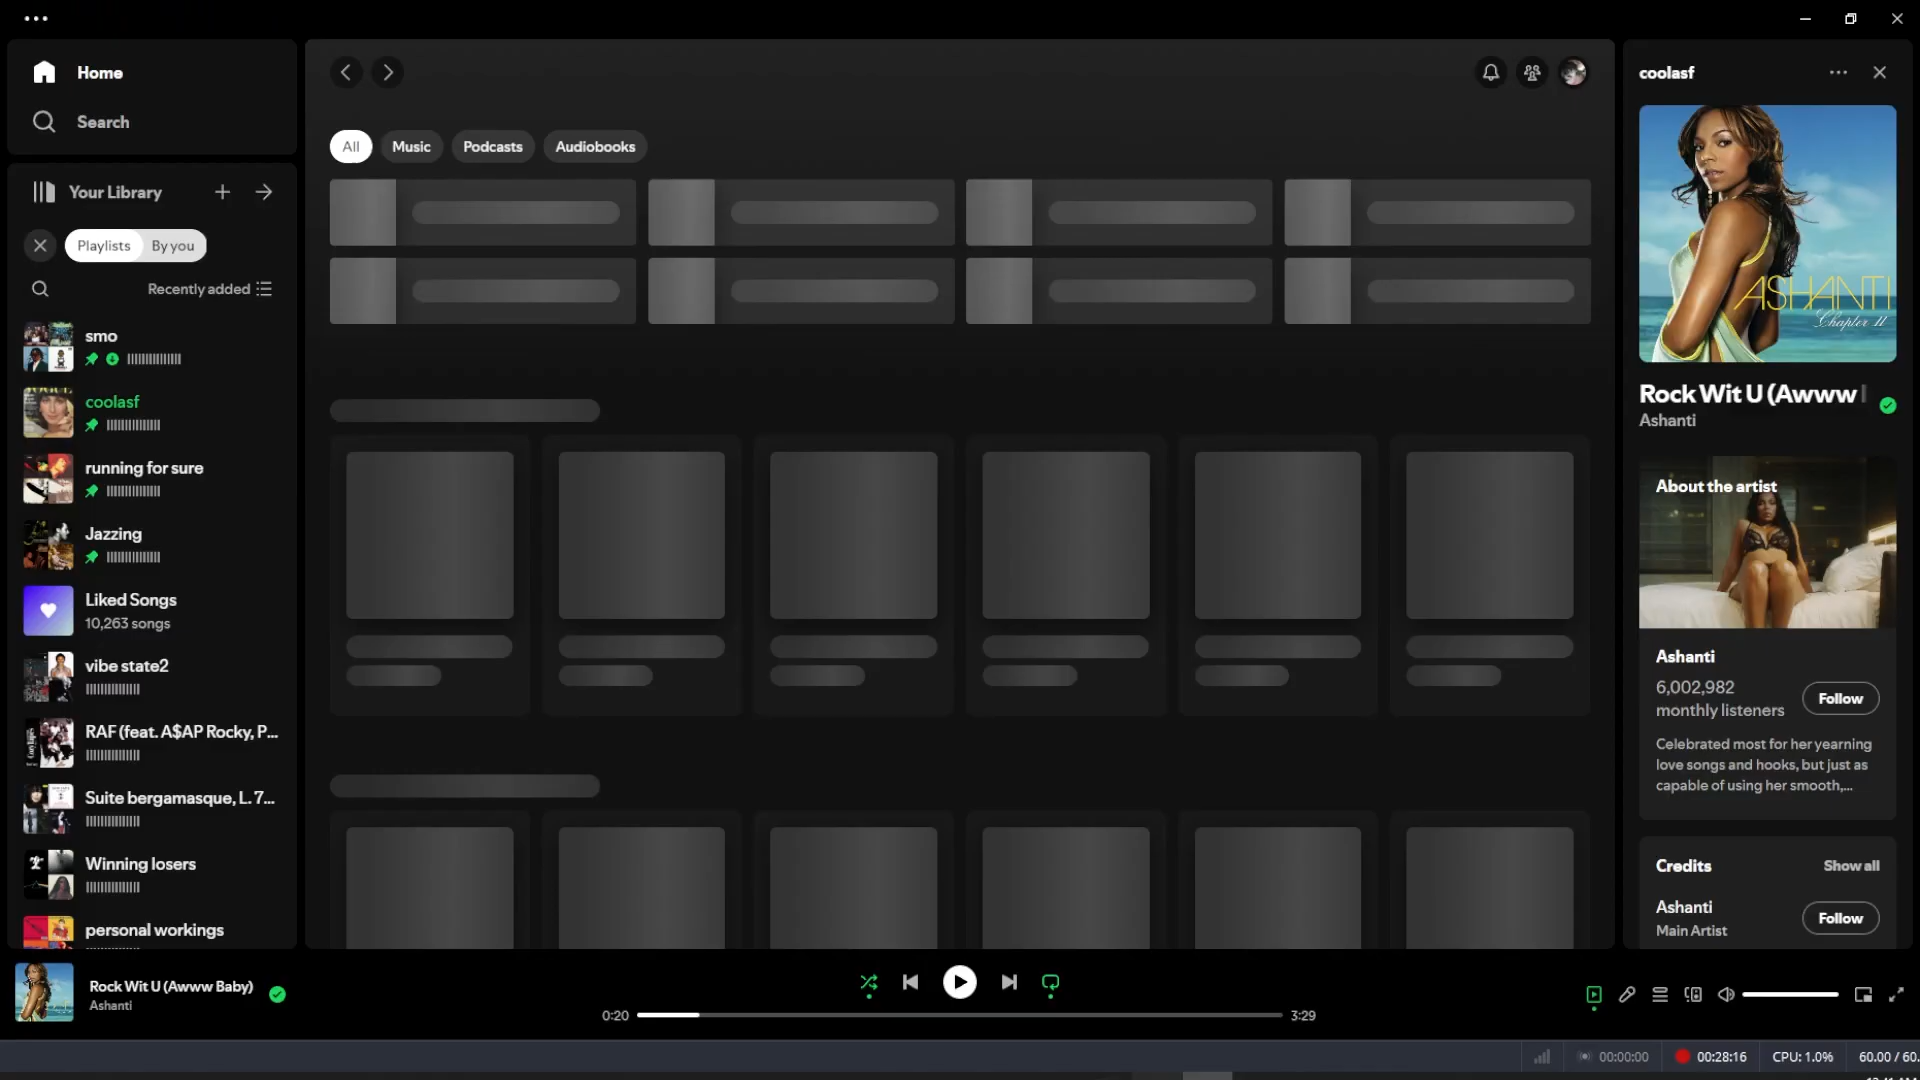 Home
Search
Your Library
Playlists By you
Recently added
smo
coolasf
running for sure
Jazzing
Liked Songs
10,263 songs
vibe state2
RAF (feat. A$AP Rocky, P...
Suite bergamasque, L. 7...
Winning losers
personal workings
All Music Podcasts Audiobooks
coolasf
ASHANTI
Chapter II
Rock Wit U (Awww
Ashanti
About the artist
Ashanti
6,002,982
monthly listeners
Follow
Celebrated most for her yearning
love songs and hooks, but just as
capable of using her smooth,...
Credits Show all
Ashanti
Main Artist
Follow
Rock Wit U (Awww Baby)
Ashanti
0:20 3:29
00:00:00 00:28:16 CPU: 1.0% 60.00 / 60.